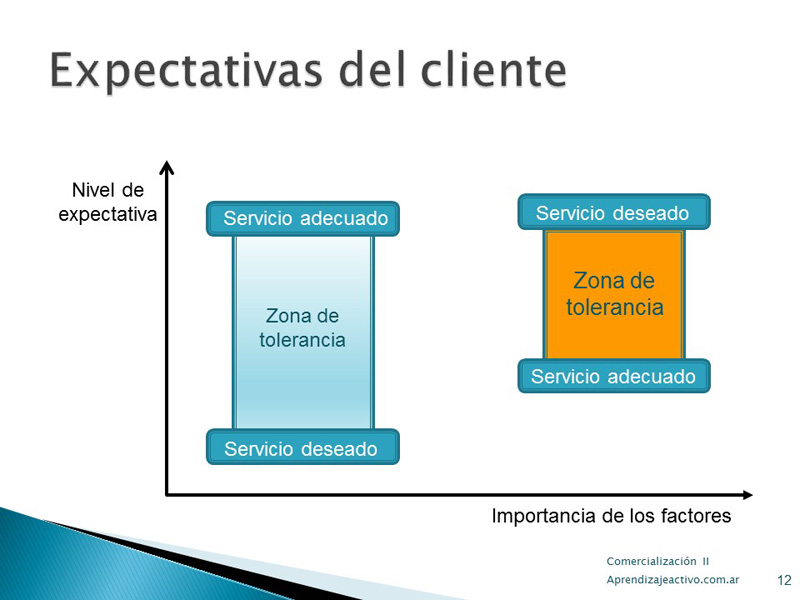 Expectativas del cliente
Nivel de
expectativa
Servicio adecuado
Zona de
tolerancia
Servicio deseado
Servicio deseado
Zona de
tolerancia
Servicio adecuado
Importancia de los factores
Comercialización II
Aprendizajeactivo.com.ar
12